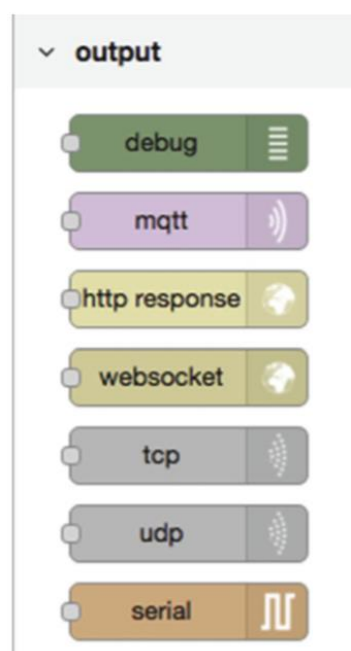 output
debug
mqtt
http response
websocket
tcp
udp
serial